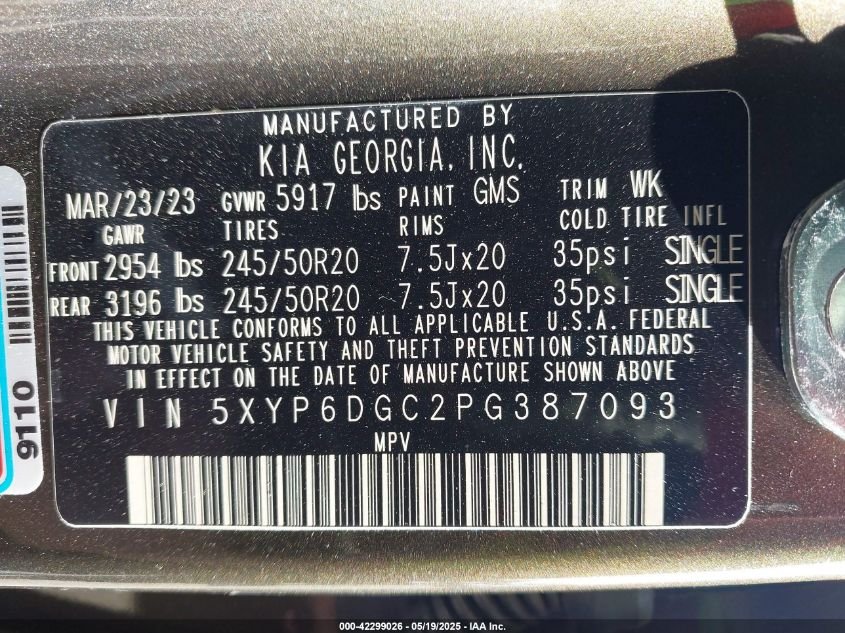 MANUFACTURED BY
KIA GEORGIA, INC.
MAR/23/23 GVWR 5917 lbs PAINT GMS TRIM WK
GAWR TIRES RIMS COLD TIRE INFL
FRONT 2954 lbs 245/50R20 7.5Jx20 35psi SINGLE
REAR 3196 lbs 245/50R20 7.5Jx20 35psi SINGLE
THIS VEHICLE CONFORMS TO ALL APPLICABLE U.S.A. FEDERAL
MOTOR VEHICLE SAFETY AND THEFT PREVENTION STANDARDS
IN EFFECT ON THE DATE OF MANUFACTURE SHOWN ABOVE
VIN 5XYP6DGC2PG387093
MPV
9110
000-42299026 - 05/19/2025 - IAA Inc.